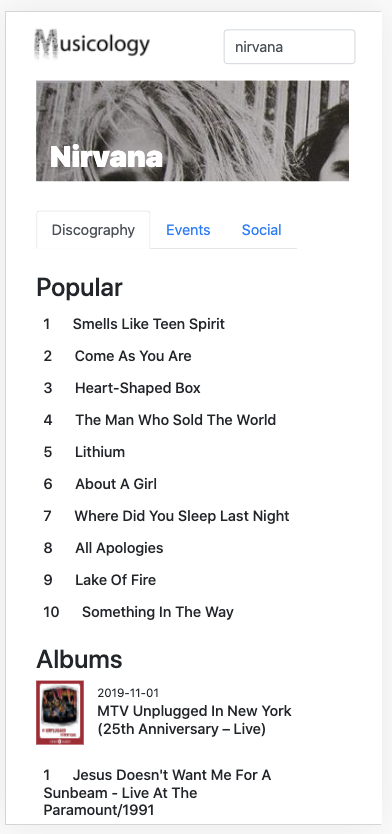 Musicology
nirvana
Nirvana
Discography Events Social
Popular
1 Smells Like Teen Spirit
2 Come As You Are
3 Heart-Shaped Box
4 The Man Who Sold The World
5 Lithium
6 About A Girl
7 Where Did You Sleep Last Night
8 All Apologies
9 Lake Of Fire
10 Something In The Way
Albums
2019-11-01
MTV Unplugged In New York
(25th Anniversary – Live)
1 Jesus Doesn't Want Me For A
Sunbeam - Live At The
Paramount/1991